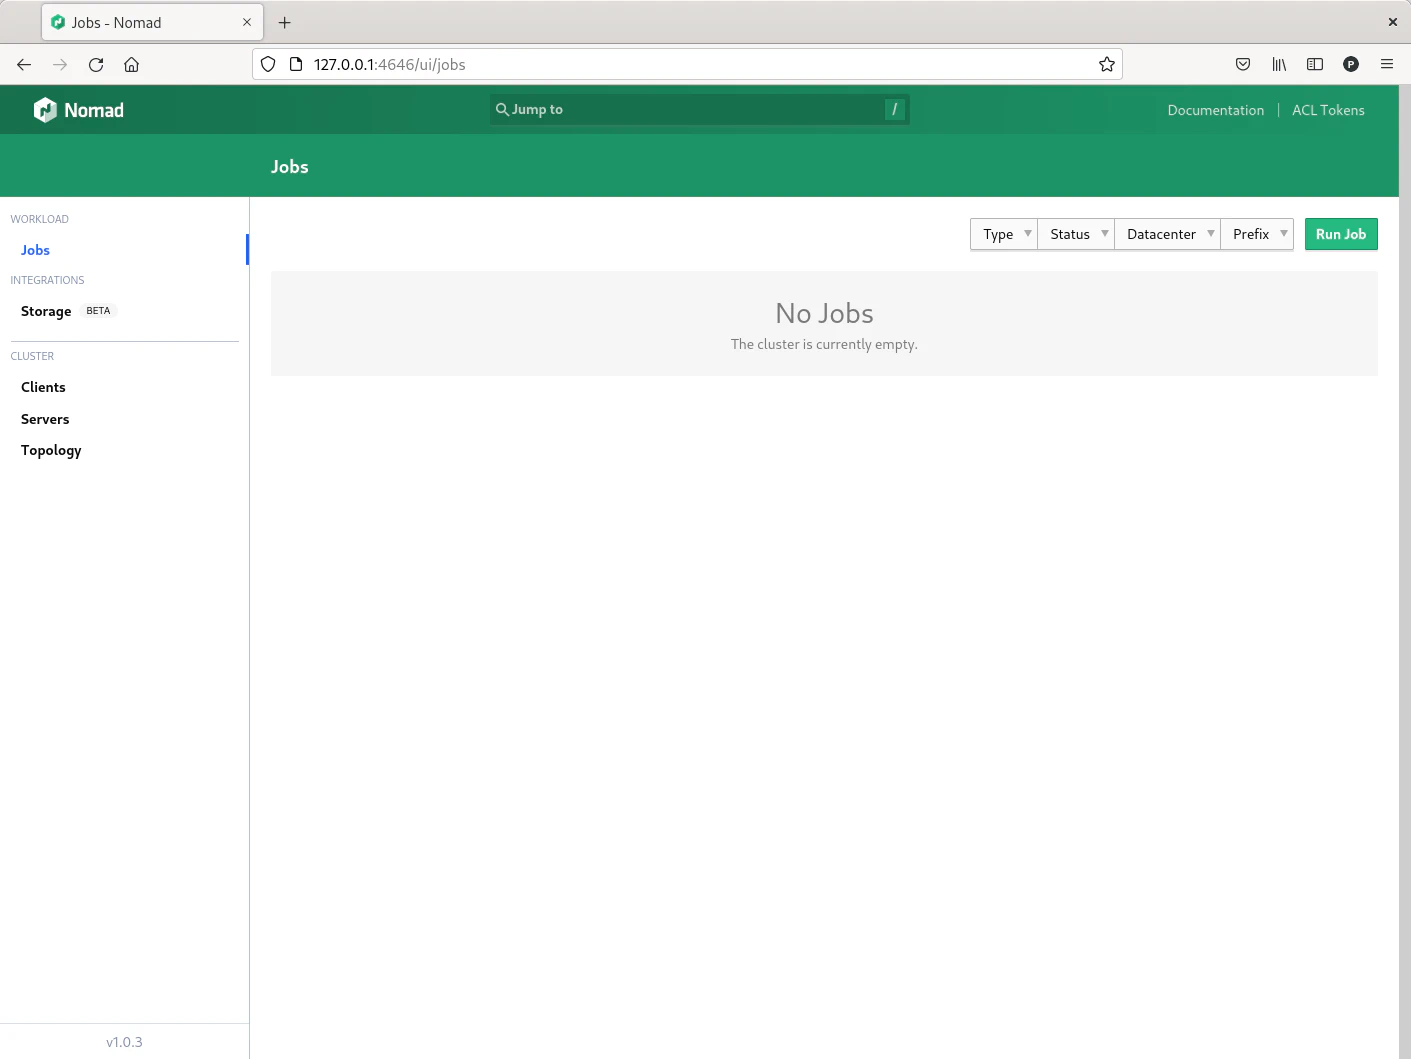 Jobs - Nomad
127.0.0.1:4646/ui/jobs
P
Nomad
Jump to
/
Documentation
ACL Tokens
Jobs
WORKLOAD
Jobs
INTEGRATIONS
Storage BETA
CLUSTER
Clients
Servers
Topology
Type Status Datacenter Prefix Run Job
No Jobs
The cluster is currently empty.
v1.0.3